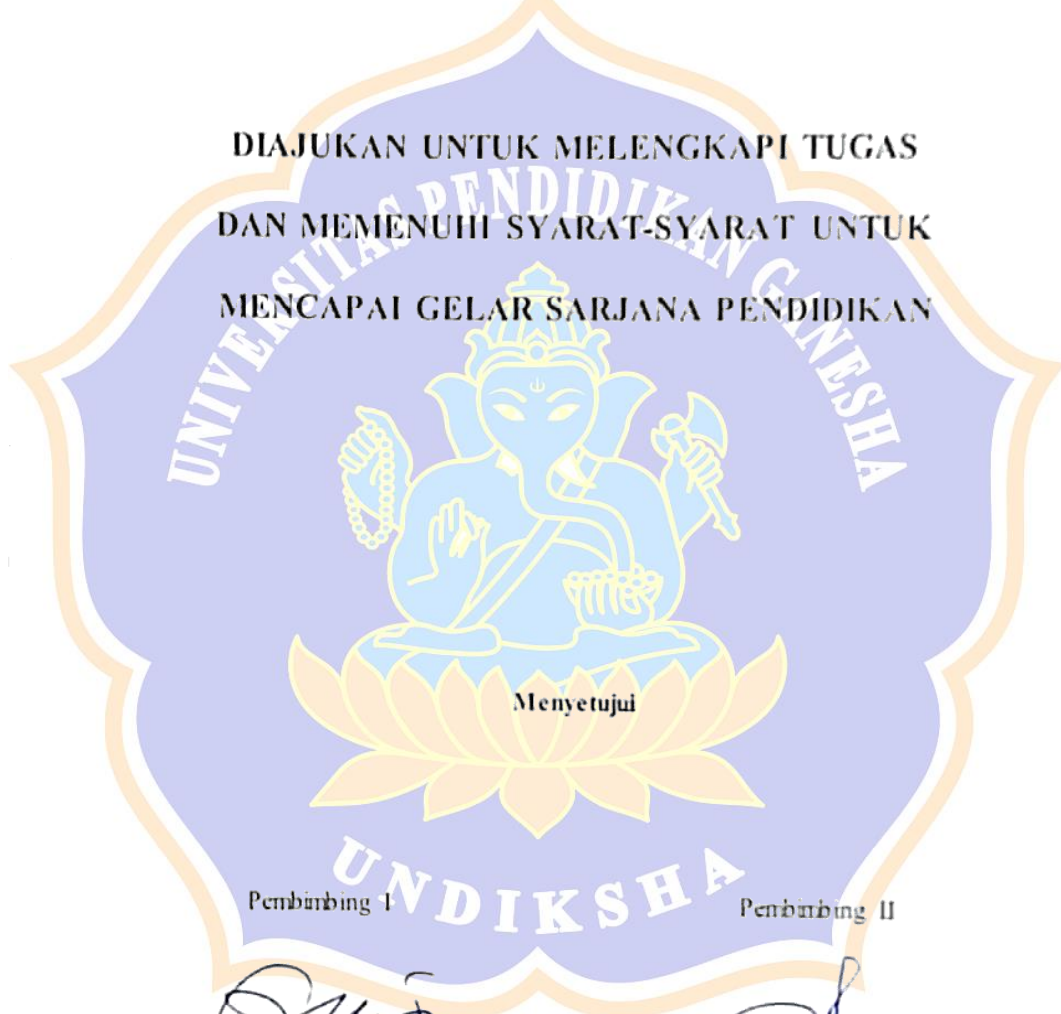 DIAJUKAN UNTUK MELENGKAPI TUGAS
DAN MEMENUHI SYARAT-SYARAT UNTUK
MENCAPAI GELAR SARJANA PENDIDIKAN
UNIVERSITAS PENDIDIKAN GANESHA
Menyetujui
UNDIKSHA
Pembimbing I
Pembimbing II